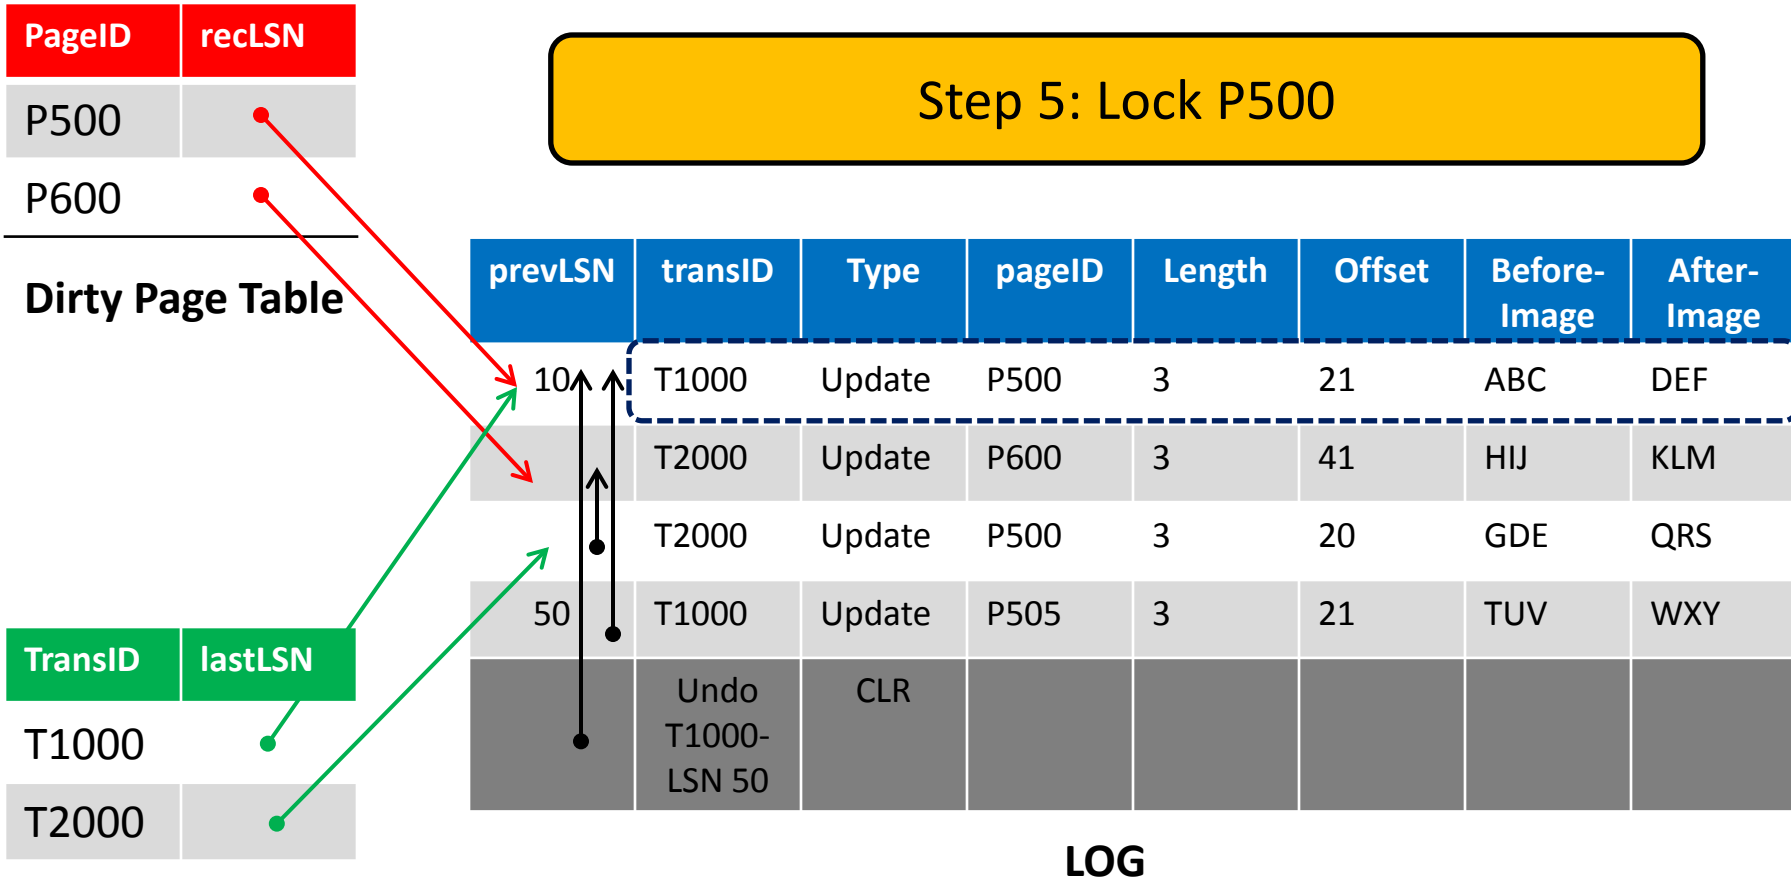 PageID recLSN
P500
P600
Dirty Page Table
Step 5: Lock P500
prevLSN transID Type pageID Length Offset Before-Image After-Image
10 T1000 Update P500 3 21 ABC DEF
T2000 Update P600 3 41 HIJ KLM
T2000 Update P500 3 20 GDE QRS
50 T1000 Update P505 3 21 TUV WXY
Undo CLR
T1000-
LSN 50
LOG
TransID lastLSN
T1000
T2000